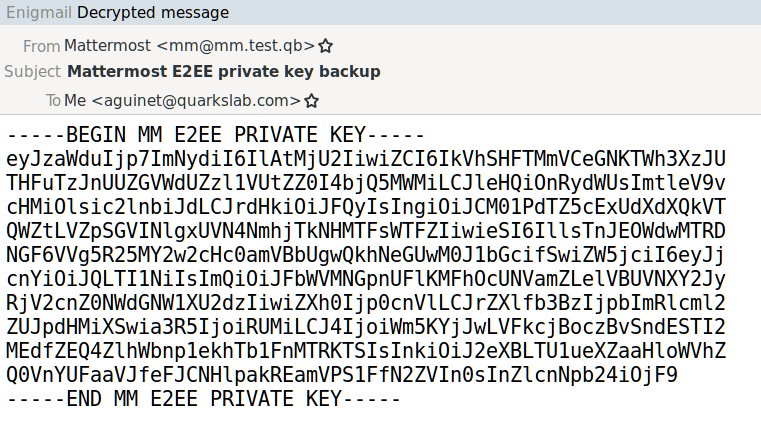 Enigmail Decrypted message
From Mattermost <mm@mm.test.qb>
Subject Mattermost E2EE private key backup
To Me <aguinet@quarkslab.com>
-----BEGIN MM E2EE PRIVATE KEY-----
eyJzaWduIjp7ImNydiI6IlAtMjU2IiwiZCI6IkVhSHFTMmVCeGNKTWh3XzJU
THFuTzJnUUZGVWdUZzl1VUtZZ0I4bjQ5MWMiLCJleHQiOnRydWUsImtleV9v
cHMiOlsic2lnbiJdLCJrdHkiOiJFQyIsIngiOiJCM01PdTZ5cExUdXdXQkVT
QWZtLVZpSGVINlgxUVN4NmhjTkNHMTFsWTFZIiwieSI6IllsTnJEOWdwMTRD
NGF6VVg5R25MY2w2cHc0amVBbUgwQkhNeGUwM0J1bGcifSwiZW5jciI6eyJj
cnYiOiJQLTI1NiIsImQiOiJFbWVMNGpnUFlKMFhOcUNVamZLelVBUVNXY2Jy
RjV2cnZ0NWdGNW1XU2dzIiwiZXh0Ijp0cnVlLCJrZXlfb3BzIjpbImRlcml2
ZUJpdHMiXSwia3R5IjoiRUMiLCJ4IjoiWm5KYjJwLVFkcjBoczBvSndESTI2
MEdfZEQ4ZlhWbnp1ekhTb1FnMTRKTSIsInkiOiJ2eXBLTU1ueXZaaHloWVhZ
Q0VnYUFaaVJfeFJCNHlpakREamVPS1FfN2ZVIn0sInZlcnNpb24iOjF9
-----END MM E2EE PRIVATE KEY-----